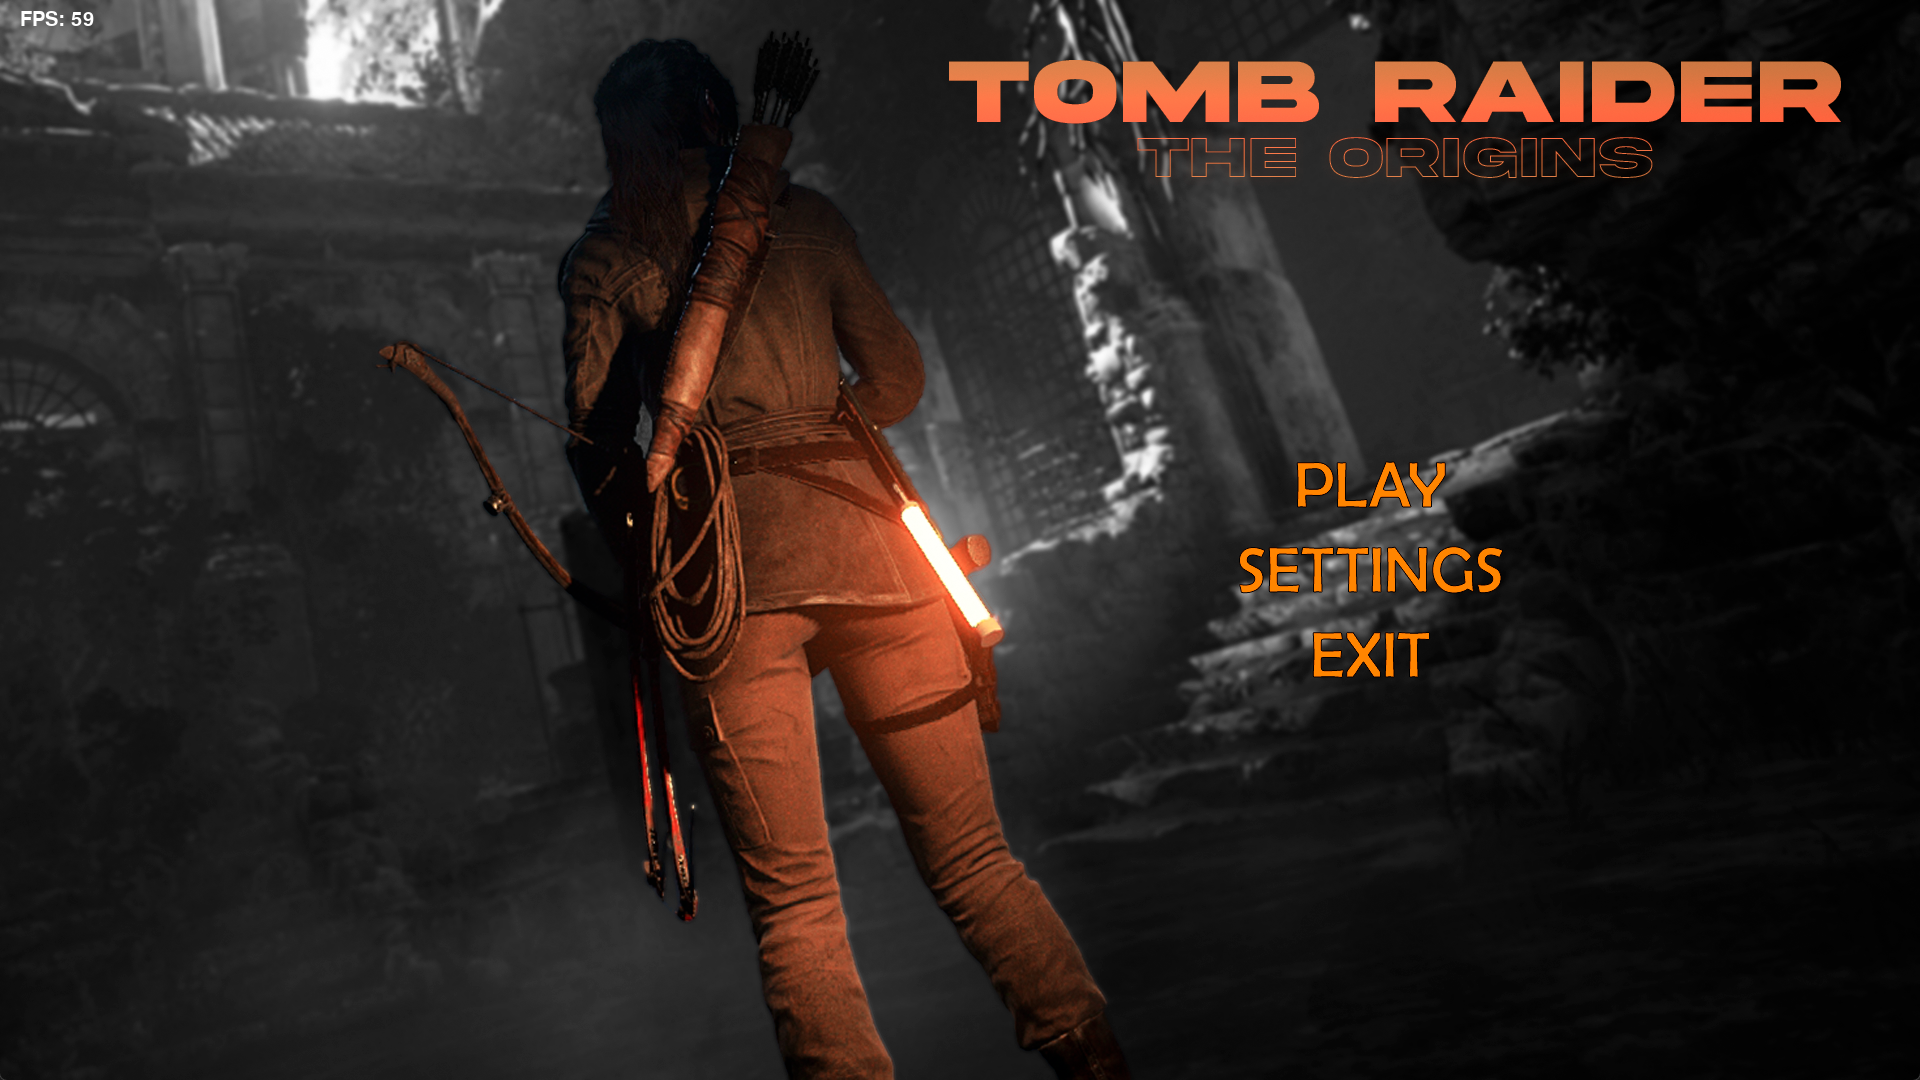 FPS: 59
TOMB RAIDER
THE ORIGINS
PLAY
SETTINGS
EXIT